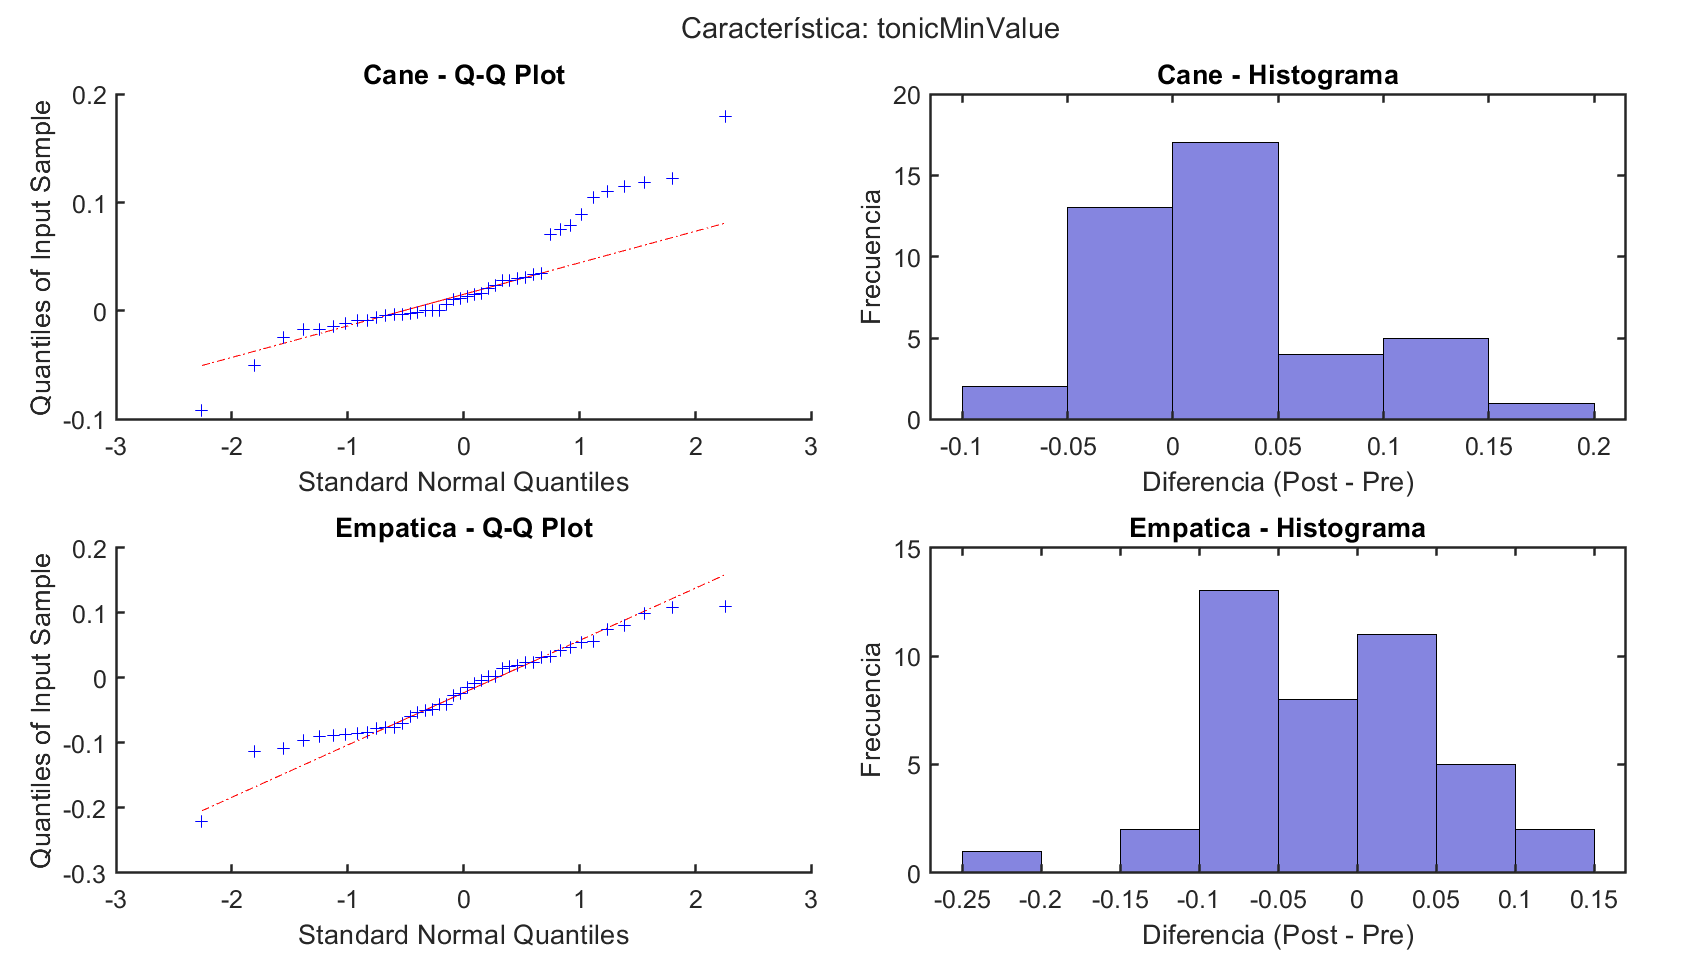 Característica: tonicMinValue
Cane - Q-Q Plot
0.2
0.1
0
-0.1
Quantiles of Input Sample
-3 -2 -1 0 1 2 3
Standard Normal Quantiles
Cane - Histograma
20
15
10
5
0
Frecuencia
-0.1 -0.05 0 0.05 0.1 0.15 0.2
Diferencia (Post - Pre)
Empatica - Q-Q Plot
0.2
0.1
0
-0.1
-0.2
-0.3
Quantiles of Input Sample
-3 -2 -1 0 1 2 3
Standard Normal Quantiles
Empatica - Histograma
15
10
5
0
Frecuencia
-0.25 -0.2 -0.15 -0.1 -0.05 0 0.05 0.1 0.15
Diferencia (Post - Pre)